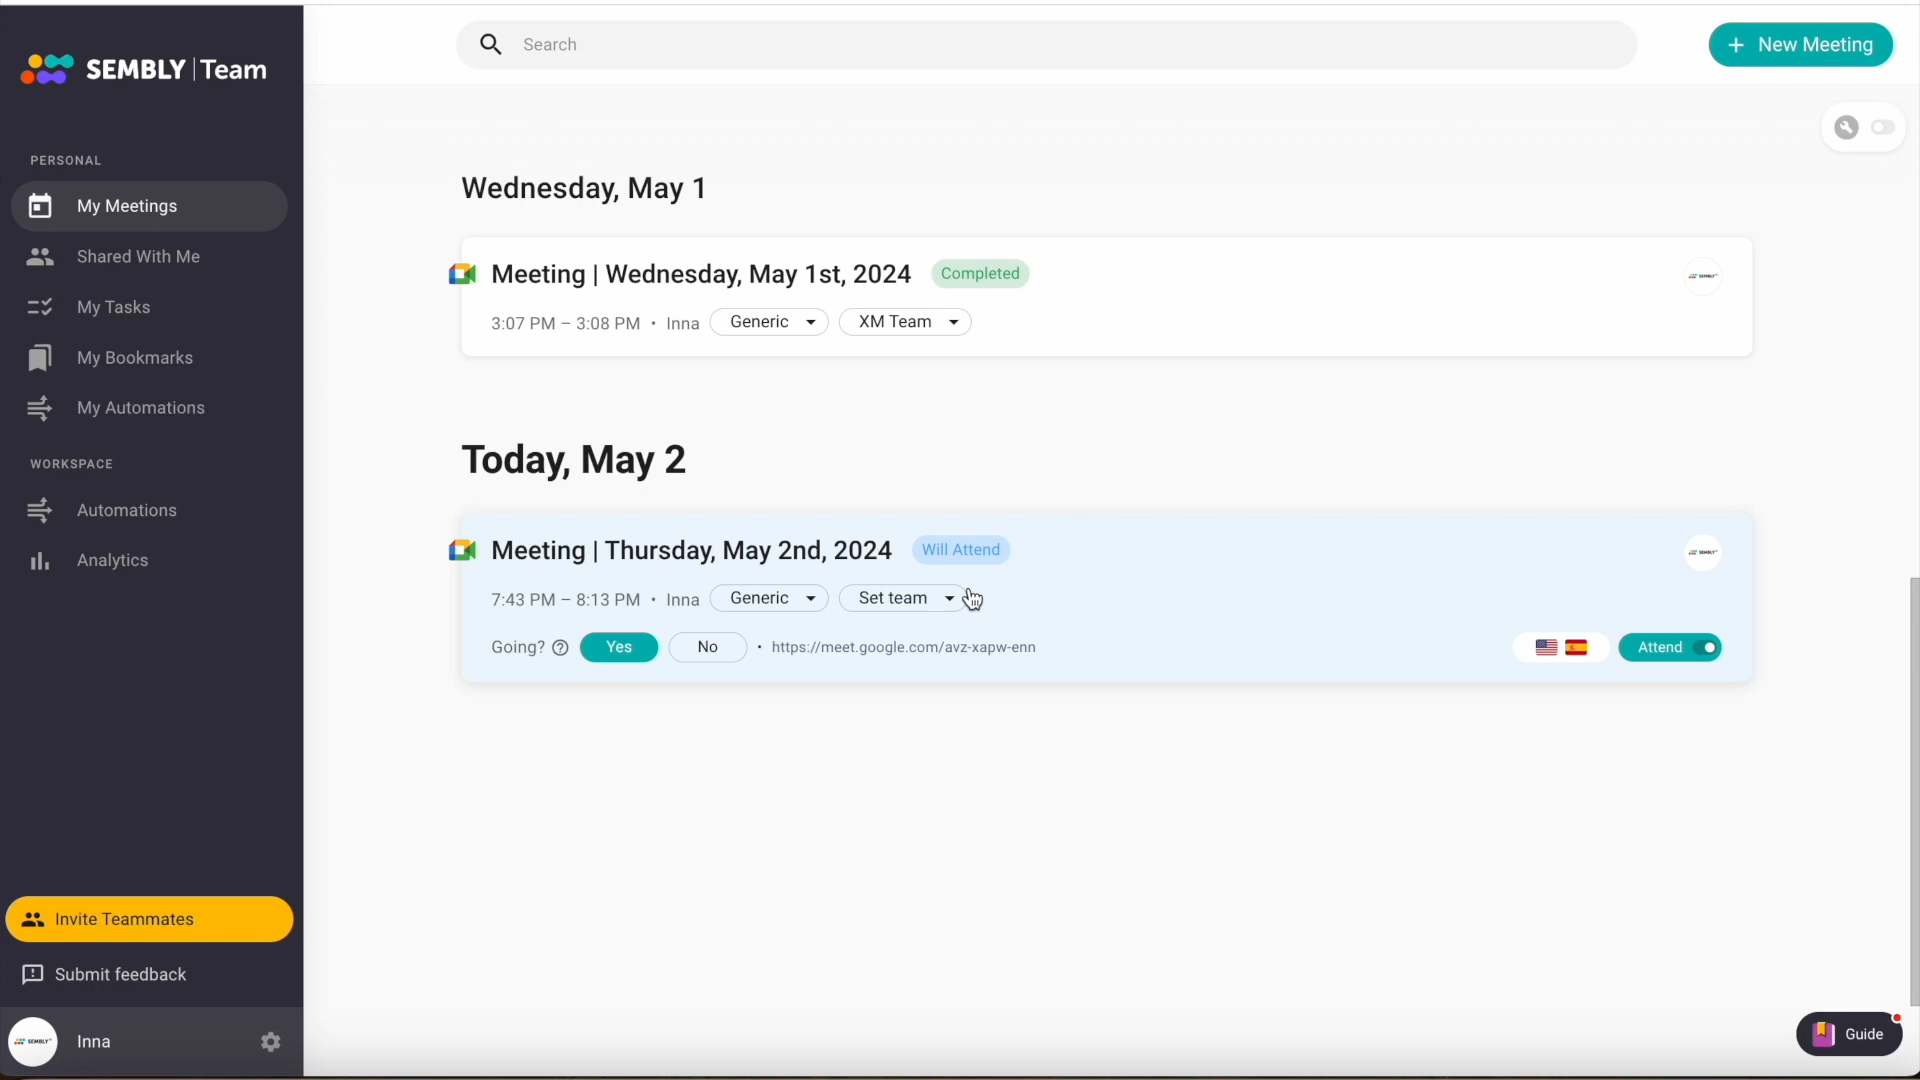 SEMBLY | Team
Search
+ New Meeting
PERSONAL
My Meetings
Shared With Me
My Tasks
My Bookmarks
My Automations
WORKSPACE
Automations
Analytics
Invite Teammates
Submit feedback
SEMBLY
Inna
Wednesday, May 1
Meeting | Wednesday, May 1st, 2024 Completed
SEMBLY
3:07 PM – 3:08 PM • Inna Generic XM Team
Today, May 2
Meeting | Thursday, May 2nd, 2024 Will Attend
SEMBLY
7:43 PM – 8:13 PM • Inna Generic Set team
Going? ? Yes No • https://meet.google.com/avz-xapw-enn Attend
Guide